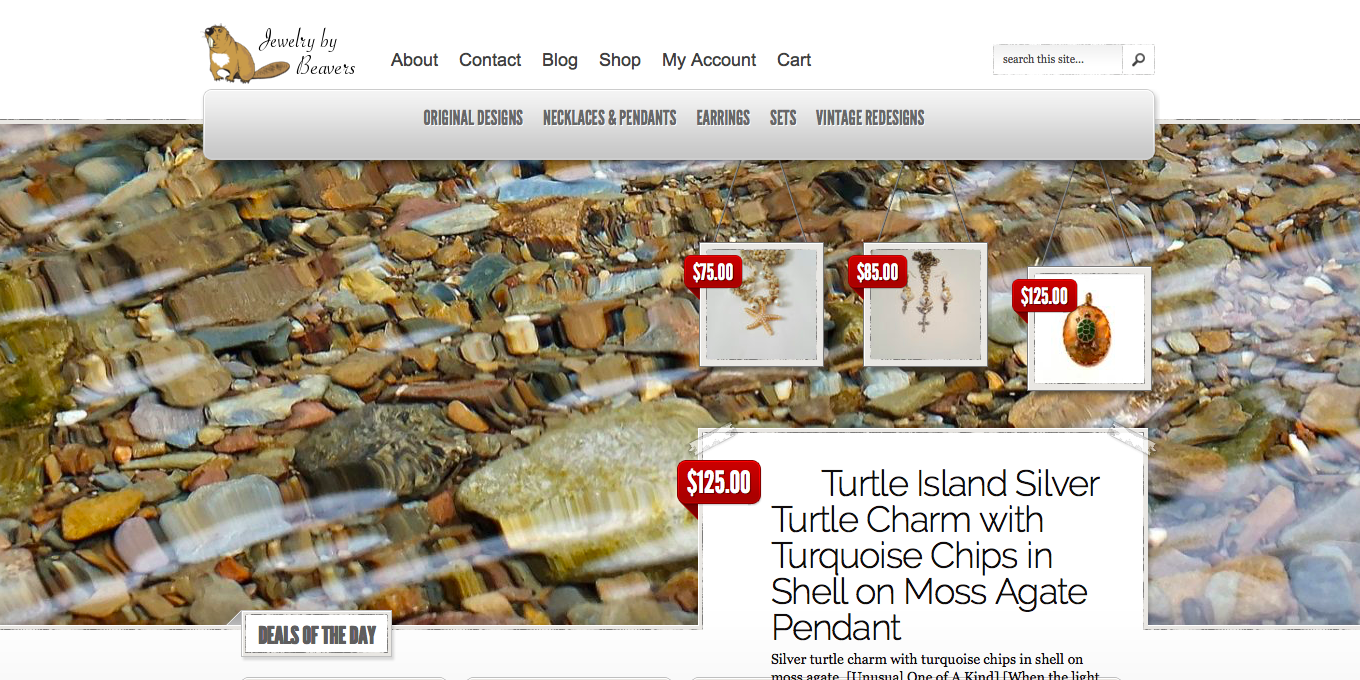 Jewelry by
Beavers
About Contact Blog Shop My Account Cart
search this site...
ORIGINAL DESIGNS NECKLACES & PENDANTS EARRINGS SETS VINTAGE REDESIGNS
$75.00
$85.00
$125.00
$125.00
Turtle Island Silver
Turtle Charm with
Turquoise Chips in
Shell on Moss Agate
Pendant
DEALS OF THE DAY
Silver turtle charm with turquoise chips in shell on
moss agate. [Unusual One of A Kind] [When the light